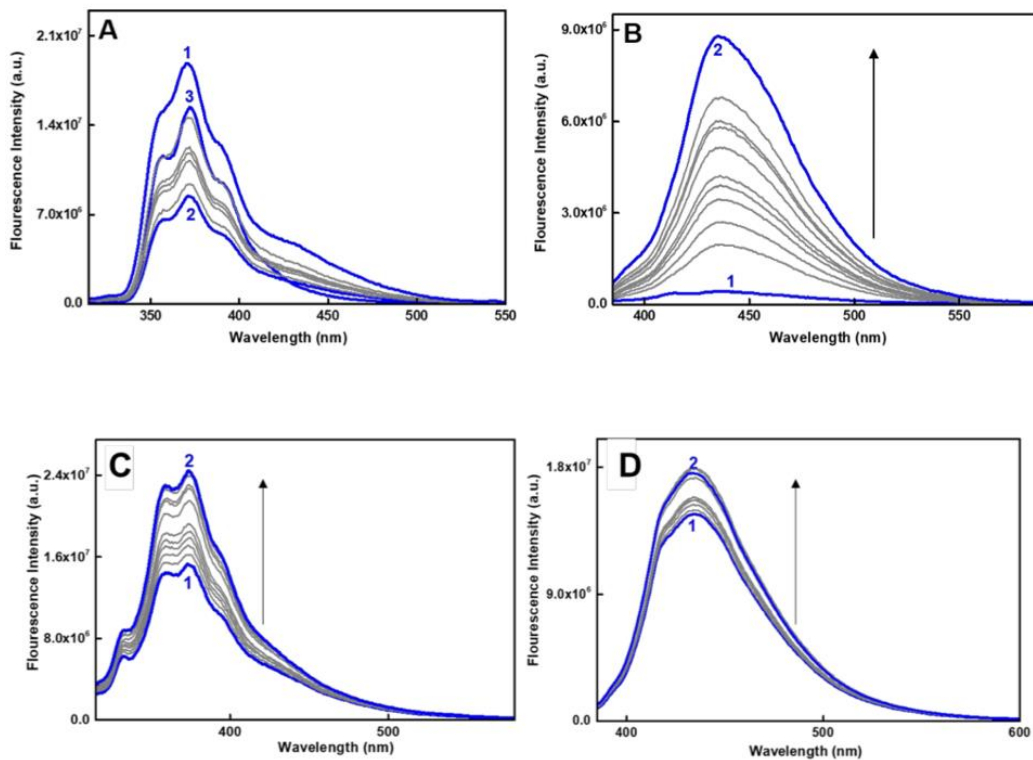 A
Flourescence Intensity (a.u.)
2.1x10⁷
1.4x10⁷
7.0x10⁶
0.0
1
3
2
350 400 450 500 550
Wavelength (nm)
B
Flourescence Intensity (a.u.)
9.0x10⁶
6.0x10⁶
3.0x10⁶
0.0
2
1
400 450 500 550
Wavelength (nm)
C
Flourescence Intensity (a.u.)
2.4x10⁷
1.6x10⁷
8.0x10⁶
0.0
2
1
400 500
Wavelength (nm)
D
Flourescence Intensity (a.u.)
1.8x10⁷
9.0x10⁶
0.0
2
1
400 500 600
Wavelength (nm)